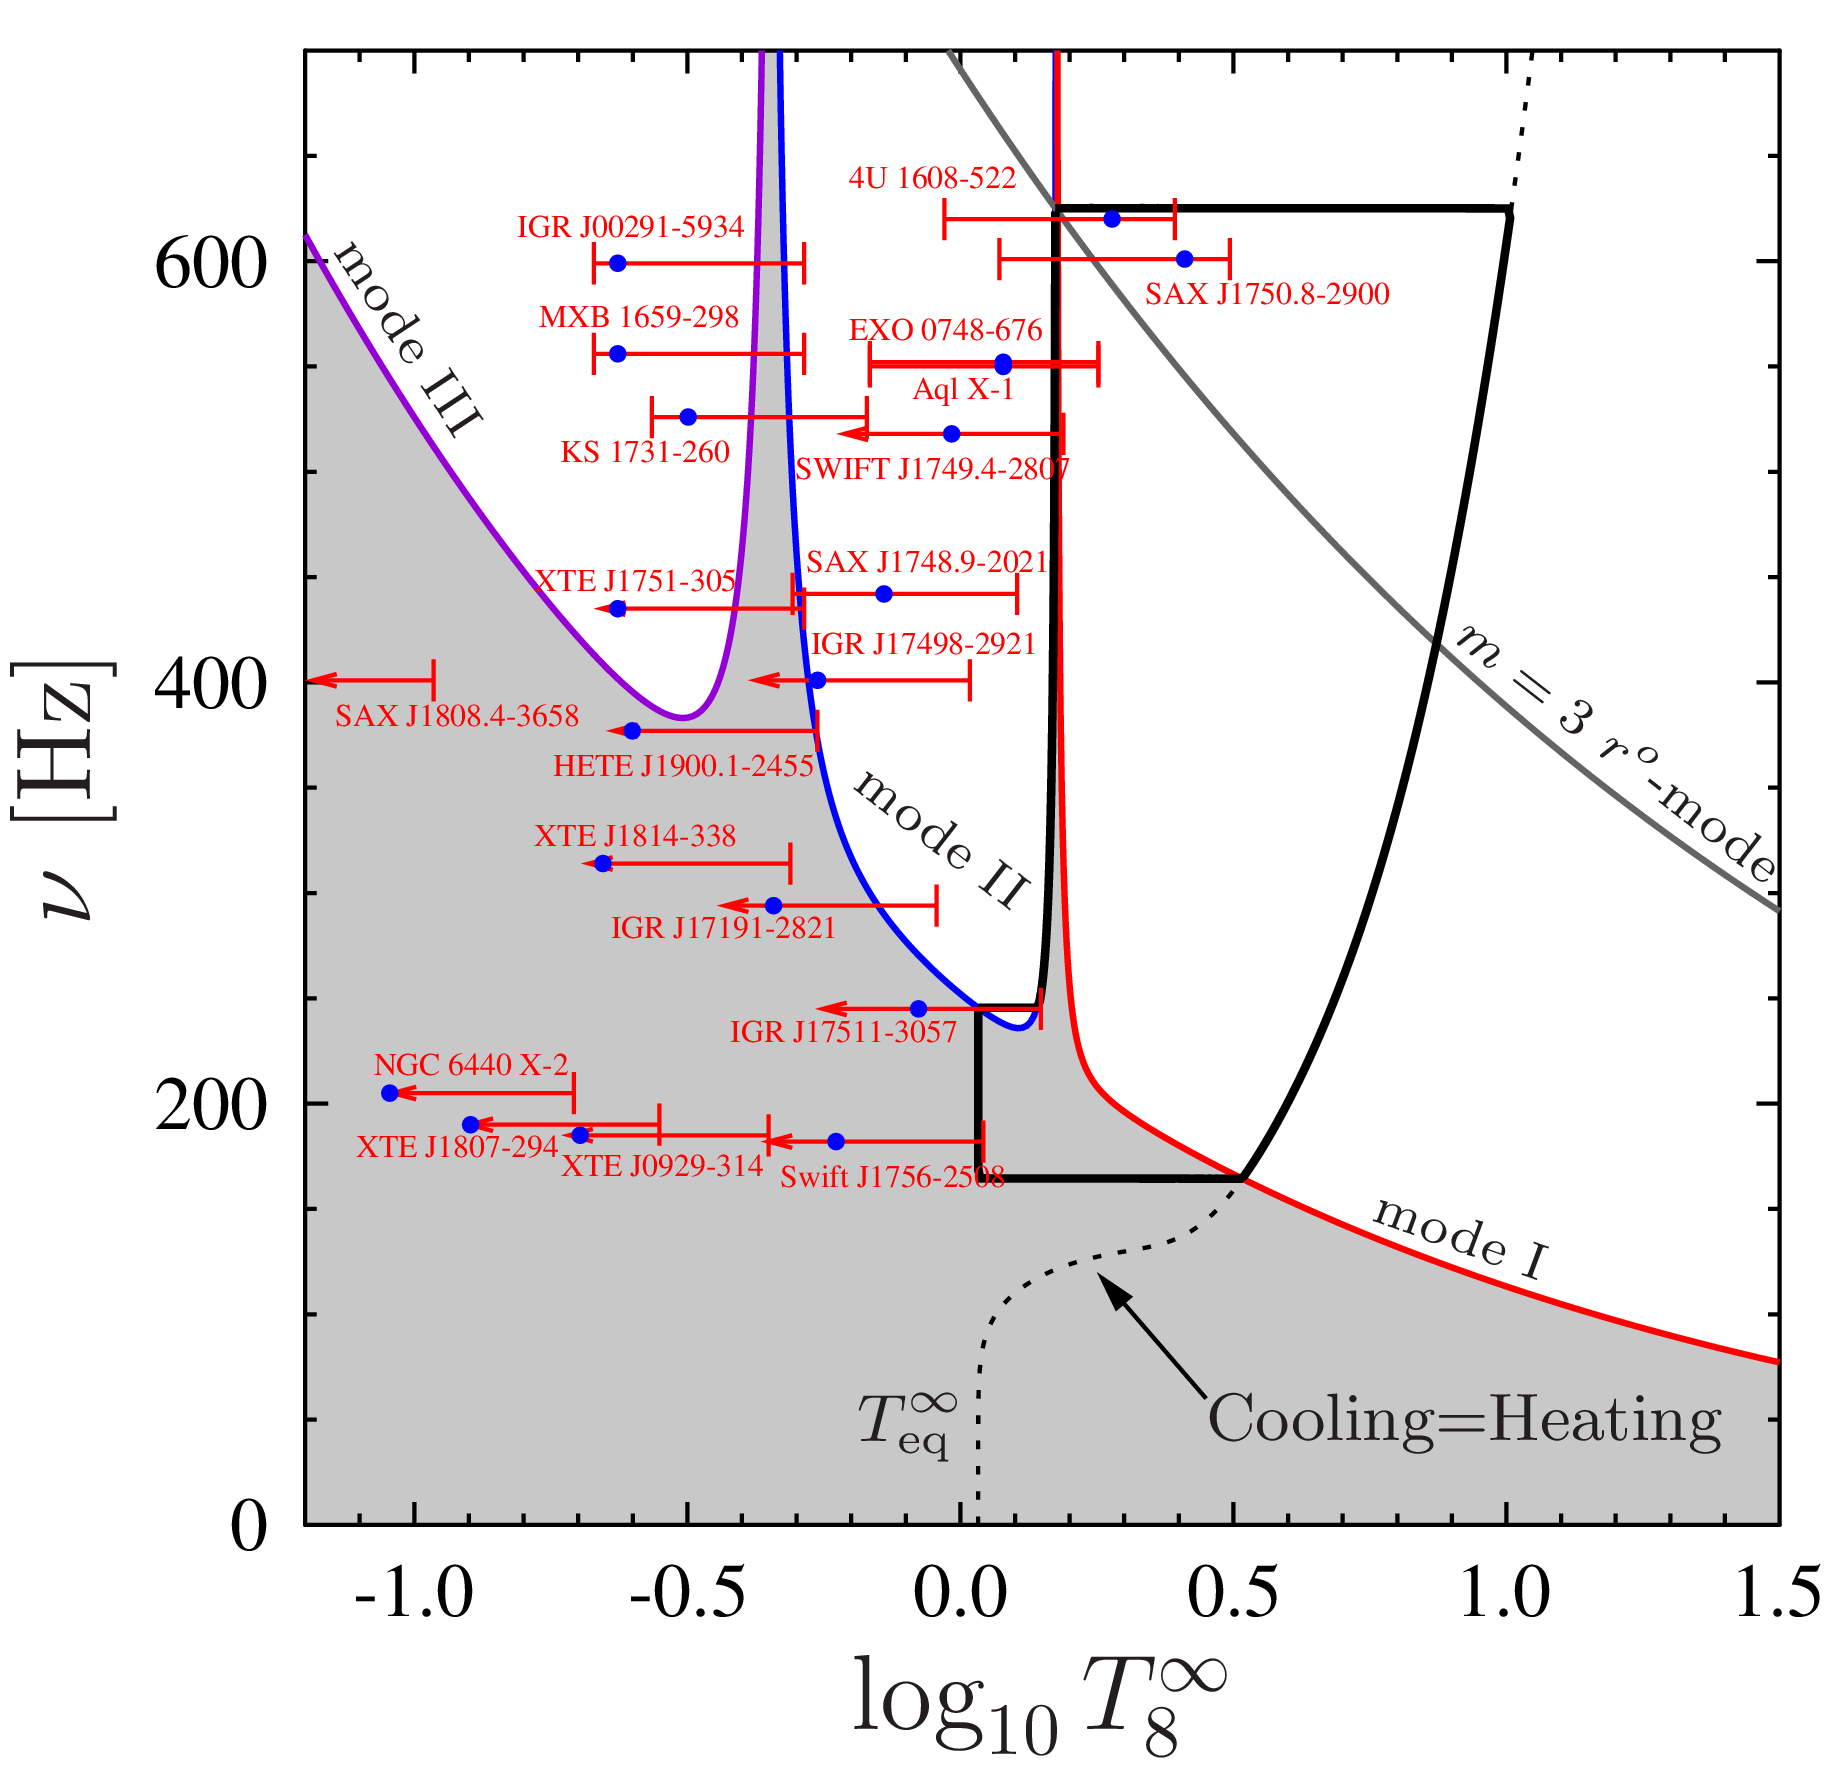 4U 1608-522
IGR J00291-5934
SAX J1750.8-2900
MXB 1659-298
EXO 0748-676
Aql X-1
KS 1731-260
SWIFT J1749.4-2807
mode III
XTE J1751-305
SAX J1748.9-2021
IGR J17498-2921
m = 3 r^o-mode
SAX J1808.4-3658
HETE J1900.1-2455
mode II
XTE J1814-338
IGR J17191-2821
IGR J17511-3057
NGC 6440 X-2
XTE J1807-294
XTE J0929-314
Swift J1756-2508
mode I
T_eq^∞
Cooling=Heating
600
400
200
0
ν [Hz]
-1.0 -0.5 0.0 0.5 1.0 1.5
log₁₀ T₈^∞